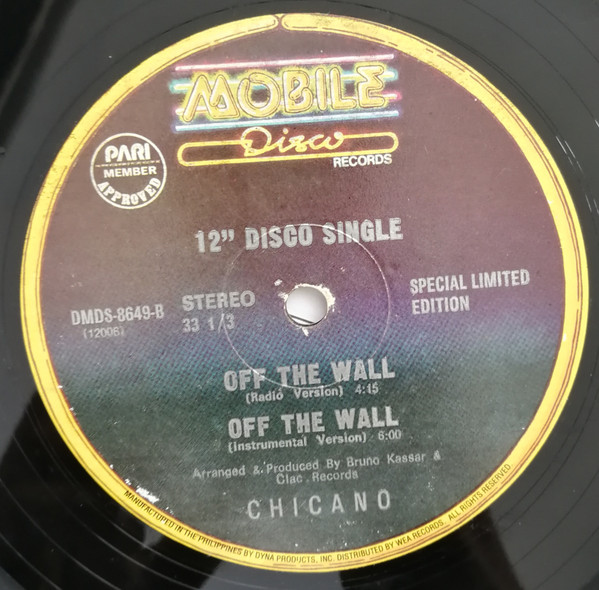 MOBILE
Disco
RECORDS
PARI
MEMBER
APPROVED
12" DISCO SINGLE
DMDS-8649-B
(12006)
STEREO
33 1/3
SPECIAL LIMITED
EDITION
OFF THE WALL
(Radio Version) 4:15
OFF THE WALL
(Instrumental Version) 6:00
Arranged & Produced By Bruno Kassar &
Clac Records
CHICANO
MANUFACTURED IN THE PHILIPPINES BY DYNA PRODUCTS, INC. DISTRIBUTED BY WEA RECORDS. ALL RIGHTS RESERVED